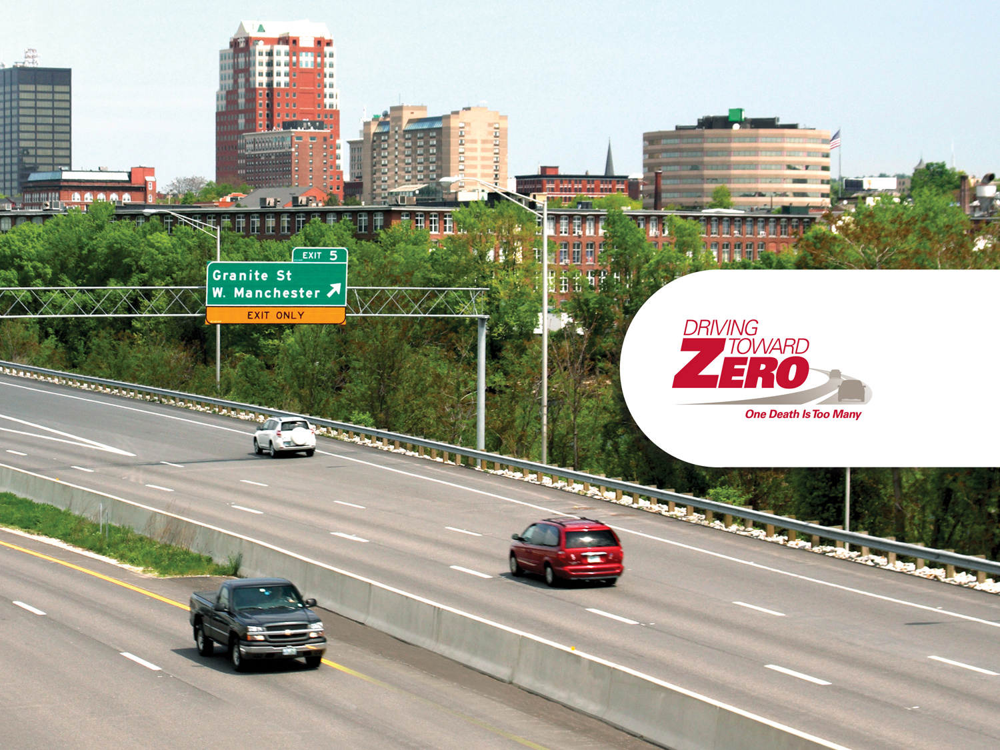 EXIT 5
Granite St
W. Manchester
EXIT ONLY
DRIVING
TOWARD
ZERO
One Death Is Too Many